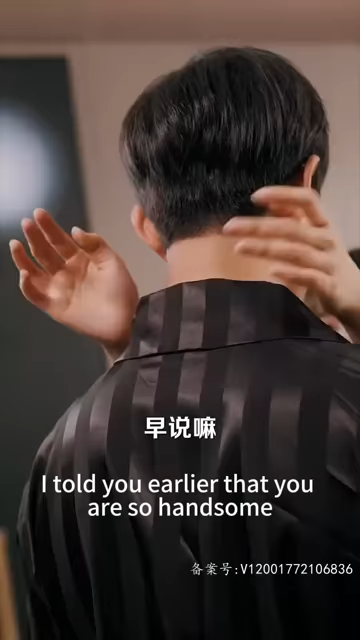 早说嘛
I told you earlier that you
are so handsome
备案号:V12001772106836